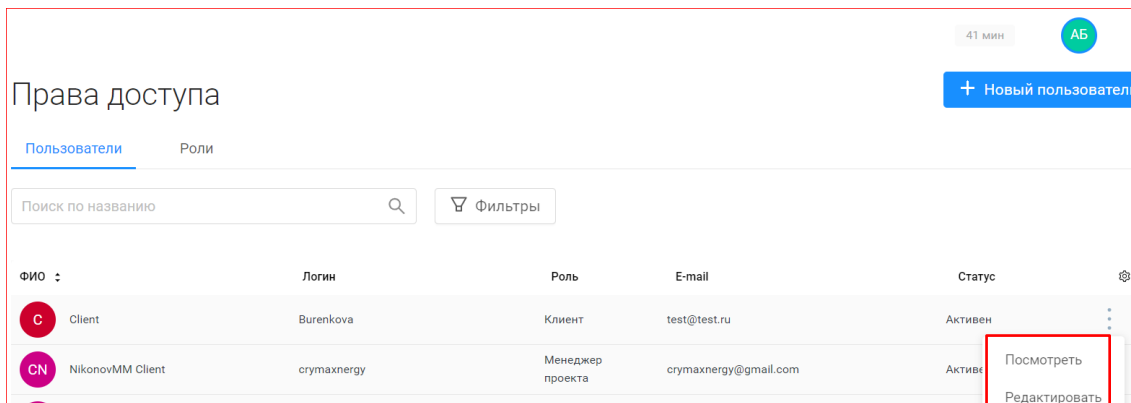 41 мин
АБ
Права доступа
+ Новый пользовател
Пользователи Роли
Поиск по названию Фильтры
ФИО Логин Роль E-mail Статус
C Client Burenkova Клиент test@test.ru Активен
CN NikonovMM Client crymaxnergy Менеджер проекта crymaxnergy@gmail.com Активе
Посмотреть
Редактировать